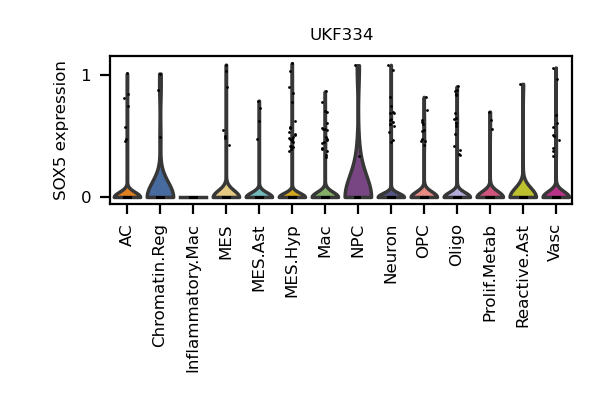 UKF334
SOX5 expression
1
0
AC
Chromatin.Reg
Inflammatory.Mac
MES
MES.Ast
MES.Hyp
Mac
NPC
Neuron
OPC
Oligo
Prolif.Metab
Reactive.Ast
Vasc